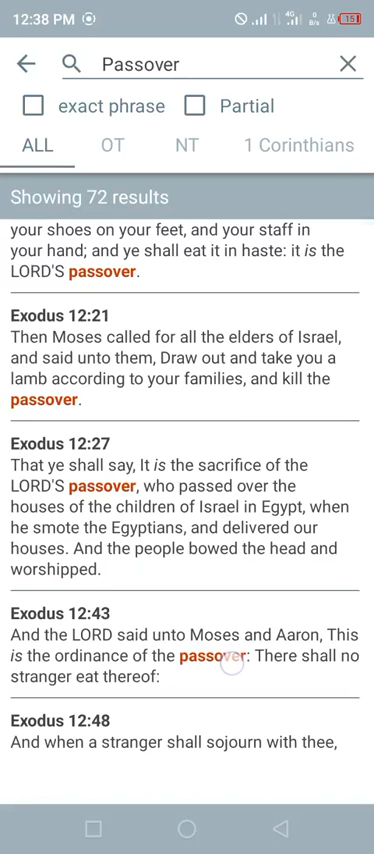 12:38 PM
4G 0 B/s 15
Passover
exact phrase Partial
ALL OT NT 1 Corinthians
Showing 72 results
your shoes on your feet, and your staff in
your hand; and ye shall eat it in haste: it is the
LORD'S passover.
Exodus 12:21
Then Moses called for all the elders of Israel,
and said unto them, Draw out and take you a
lamb according to your families, and kill the
passover.
Exodus 12:27
That ye shall say, It is the sacrifice of the
LORD'S passover, who passed over the
houses of the children of Israel in Egypt, when
he smote the Egyptians, and delivered our
houses. And the people bowed the head and
worshipped.
Exodus 12:43
And the LORD said unto Moses and Aaron, This
is the ordinance of the passover: There shall no
stranger eat thereof:
Exodus 12:48
And when a stranger shall sojourn with thee,